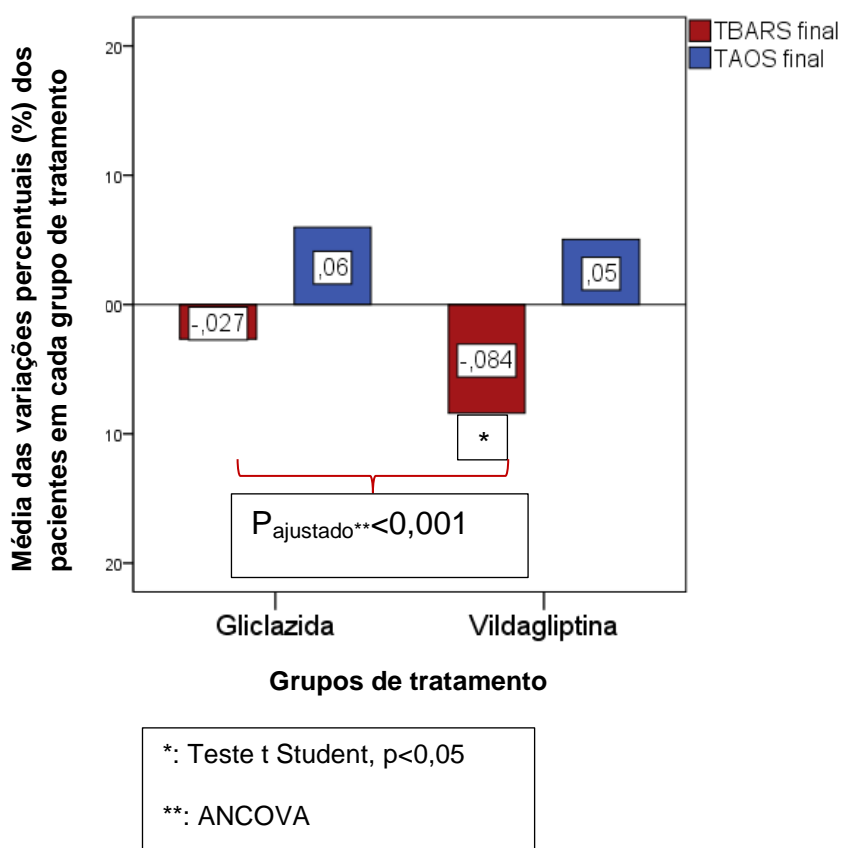 Média das variações percentuais (%) dos
pacientes em cada grupo de tratamento
20
10
00
10
20
TBARS final
TAOS final
,06
,05
-,027
-,084
*
Pajustado**<0,001
Gliclazida
Vildagliptina
Grupos de tratamento
*: Teste t Student, p<0,05
**: ANCOVA